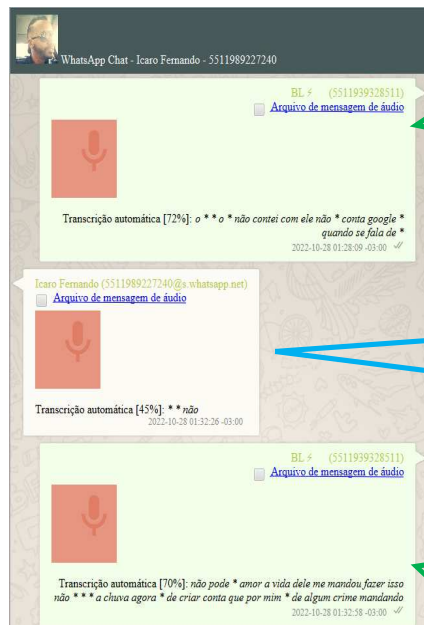 WhatsApp Chat - Icaro Fernando - 5511989227240
BL ⚡ (5511939328511)
Arquivo de mensagem de áudio
Transcrição automática [72%]: o * * o * não contei com ele não * conta google *
quando se fala de *
2022-10-28 01:28:09 -03:00
Icaro Fernando (5511989227240@s.whatsapp.net)
Arquivo de mensagem de áudio
Transcrição automática [45%]: * * não
2022-10-28 01:32:26 -03:00
BL ⚡ (5511939328511)
Arquivo de mensagem de áudio
Transcrição automática [70%]: não pode * amor a vida dele me mandou fazer isso
não * * * a chuva agora * de criar conta que por mim * de algum crime mandando
2022-10-28 01:32:58 -03:00